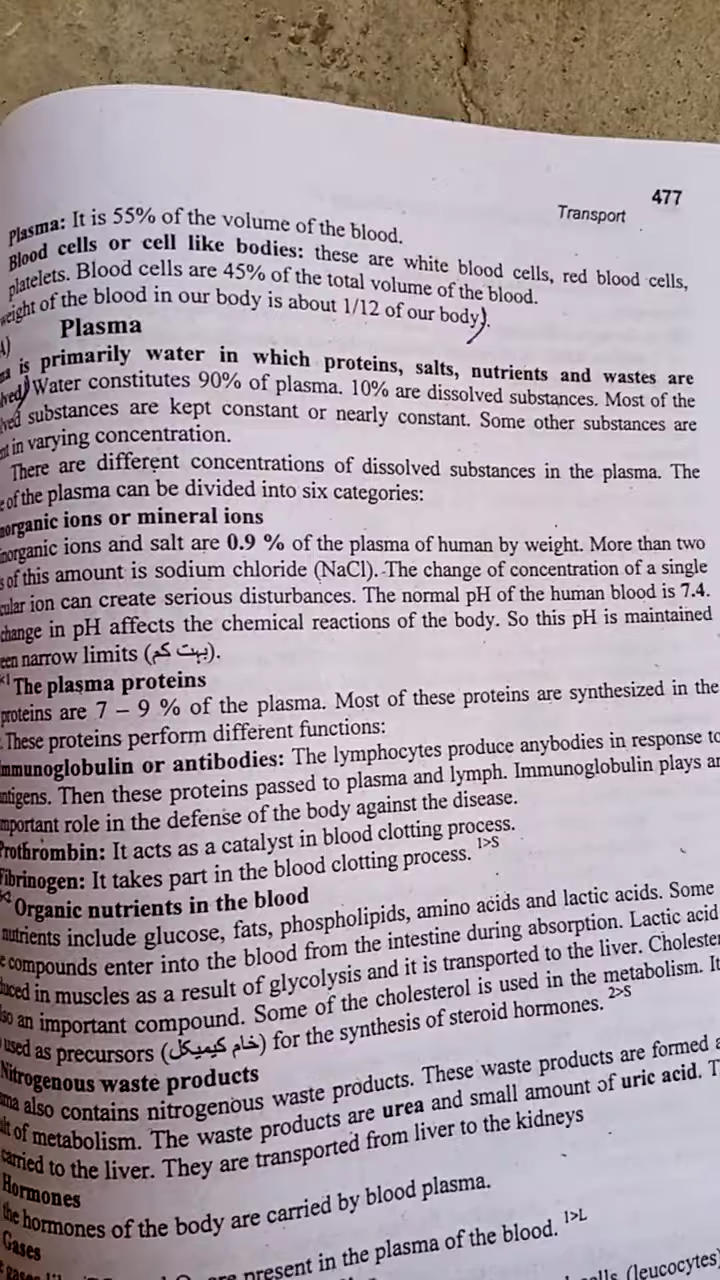 477
Transport
Plasma: It is 55% of the volume of the blood.
Blood cells or cell like bodies: these are white blood cells, red blood cells,
platelets. Blood cells are 45% of the total volume of the blood.
weight of the blood in our body is about 1/12 of our body).
A)
Plasma
is primarily water in which proteins, salts, nutrients and wastes are
Water constitutes 90% of plasma. 10% are dissolved substances. Most of the
substances are kept constant or nearly constant. Some other substances are
in varying concentration.
There are different concentrations of dissolved substances in the plasma. The
of the plasma can be divided into six categories:
norganic ions or mineral ions
norganic ions and salt are 0.9 % of the plasma of human by weight. More than two
of this amount is sodium chloride (NaCl). The change of concentration of a single
cular ion can create serious disturbances. The normal pH of the human blood is 7.4.
change in pH affects the chemical reactions of the body. So this pH is maintained
een narrow limits (بہت کم).
The plasma proteins
proteins are 7 – 9 % of the plasma. Most of these proteins are synthesized in the
These proteins perform different functions:
mmunoglobulin or antibodies: The lymphocytes produce anybodies in response to
ntigens. Then these proteins passed to plasma and lymph. Immunoglobulin plays an
mportant role in the defense of the body against the disease.
Prothrombin: It acts as a catalyst in blood clotting process.
Fibrinogen: It takes part in the blood clotting process. 1>S
Organic nutrients in the blood
nutrients include glucose, fats, phospholipids, amino acids and lactic acids. Some
compounds enter into the blood from the intestine during absorption. Lactic acid
uced in muscles as a result of glycolysis and it is transported to the liver. Cholester
so an important compound. Some of the cholesterol is used in the metabolism. It
used as precursors (خام کیمیکل) for the synthesis of steroid hormones. 2>S
Nitrogenous waste products
ma also contains nitrogenous waste products. These waste products are formed a
lt of metabolism. The waste products are urea and small amount of uric acid. T
carried to the liver. They are transported from liver to the kidneys
Hormones
the hormones of the body are carried by blood plasma.
Gases
present in the plasma of the blood. 1>L
(leucocytes)